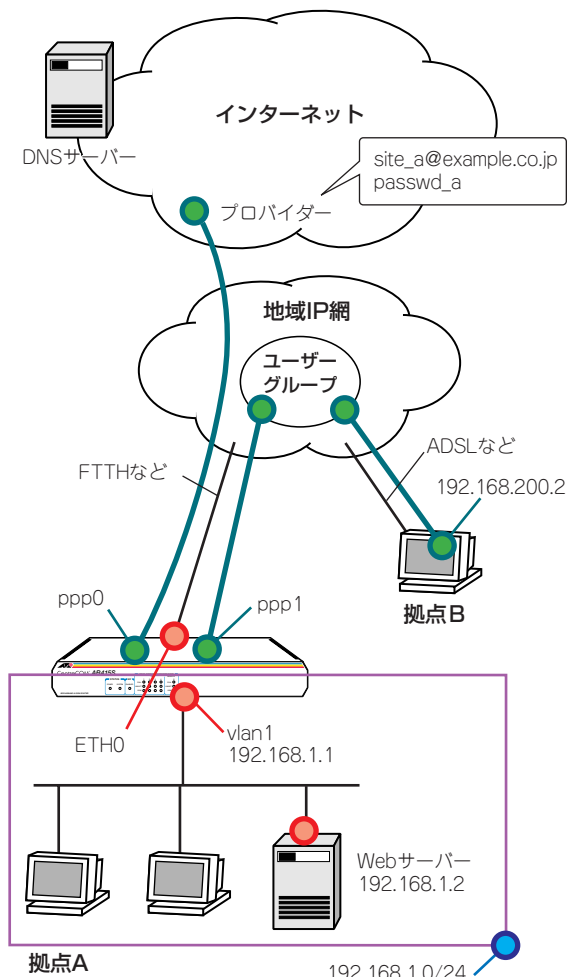 インターネット
DNSサーバー
site_a@example.co.jp
passwd_a
プロバイダー
地域IP網
ユーザー
グループ
FTTHなど
ADSLなど
192.168.200.2
拠点B
ppp0
ppp1
CentreCOM AR415S
ETH0
vlan1
192.168.1.1
Webサーバー
192.168.1.2
拠点A
192.168.1.0/24